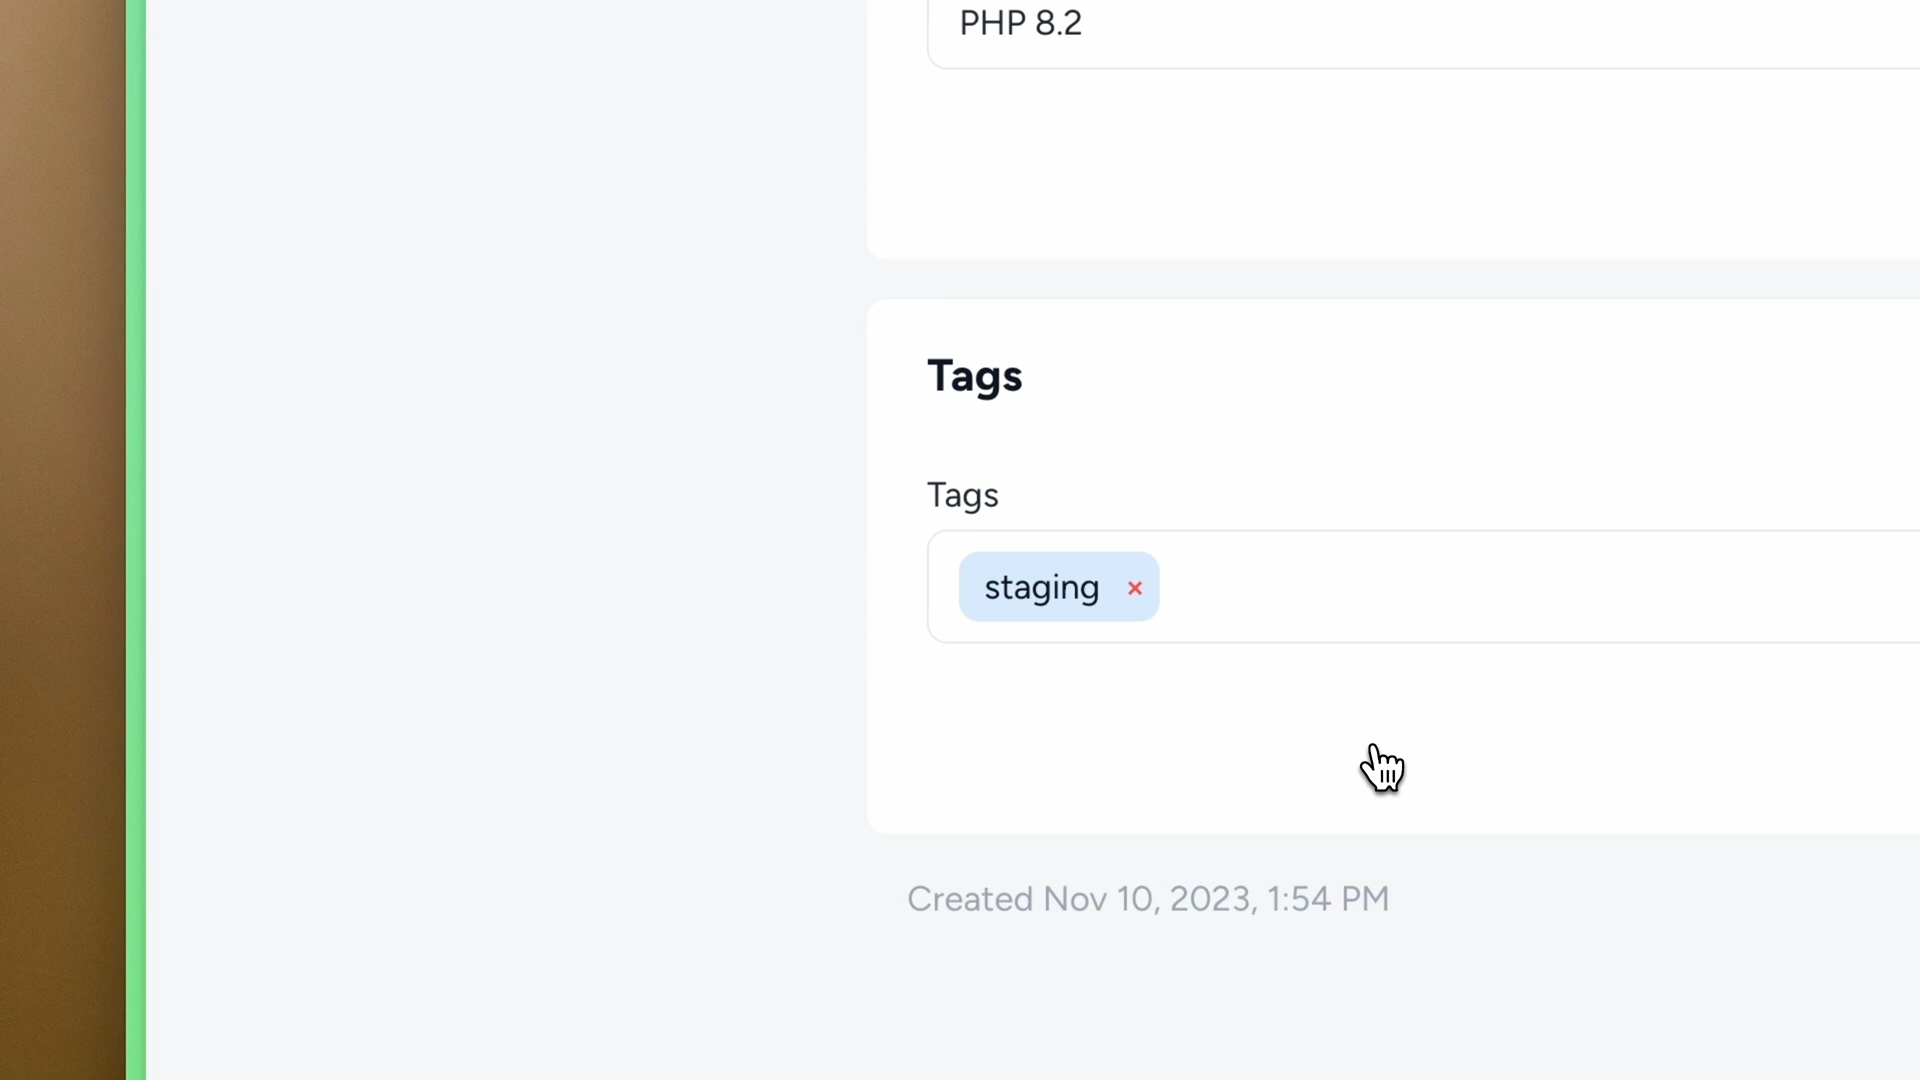 PHP 8.2
Tags
Tags
staging ×
Created Nov 10, 2023, 1:54 PM